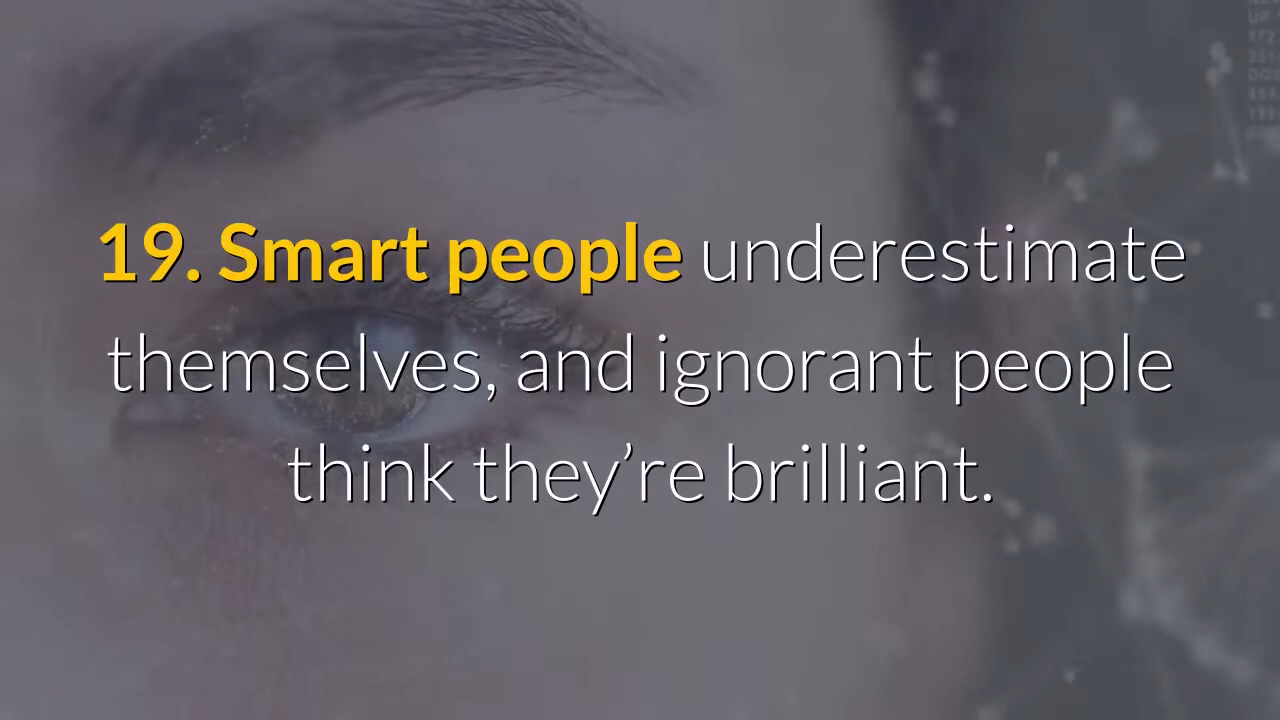 19. Smart people underestimate
themselves, and ignorant people
think they’re brilliant.